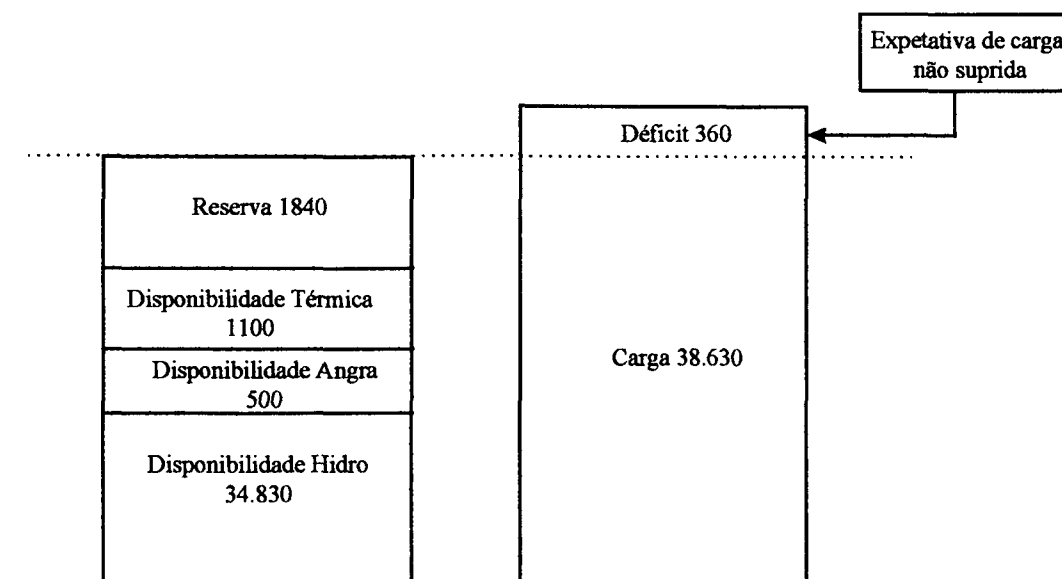 Expetativa de carga
não suprida
Déficit 360
Reserva 1840
Disponibilidade Térmica
1100
Disponibilidade Angra
500
Carga 38.630
Disponibilidade Hidro
34.830